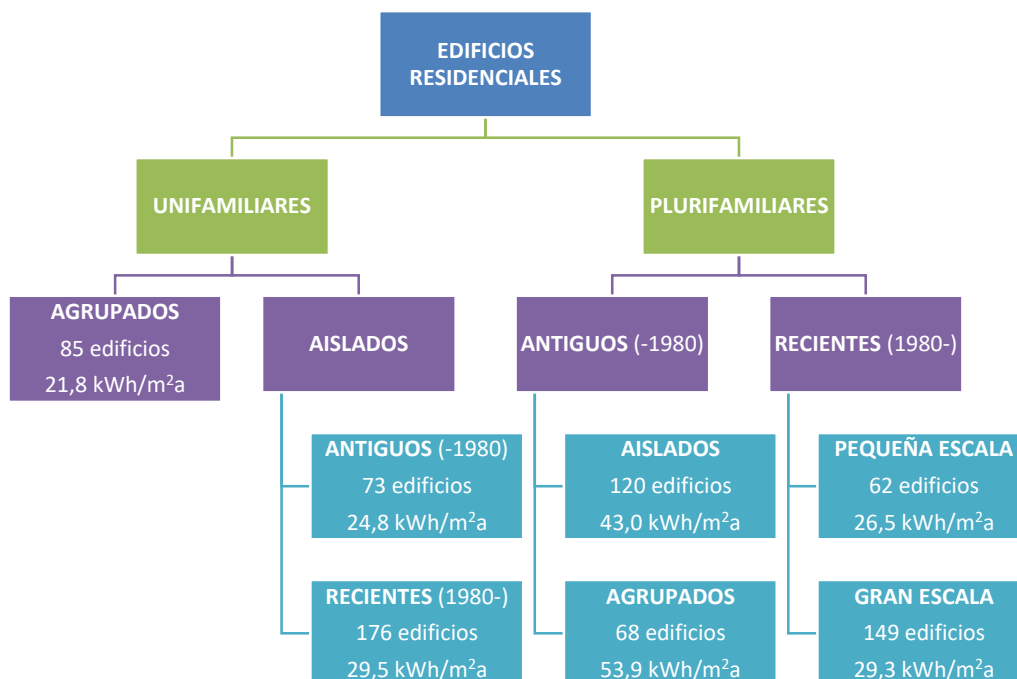 EDIFICIOS
RESIDENCIALES
UNIFAMILIARES
PLURIFAMILIARES
AGRUPADOS
85 edificios
21,8 kWh/m²a
AISLADOS
ANTIGUOS (-1980)
RECIENTES (1980-)
ANTIGUOS (-1980)
73 edificios
24,8 kWh/m²a
AISLADOS
120 edificios
43,0 kWh/m²a
PEQUEÑA ESCALA
62 edificios
26,5 kWh/m²a
RECIENTES (1980-)
176 edificios
29,5 kWh/m²a
AGRUPADOS
68 edificios
53,9 kWh/m²a
GRAN ESCALA
149 edificios
29,3 kWh/m²a